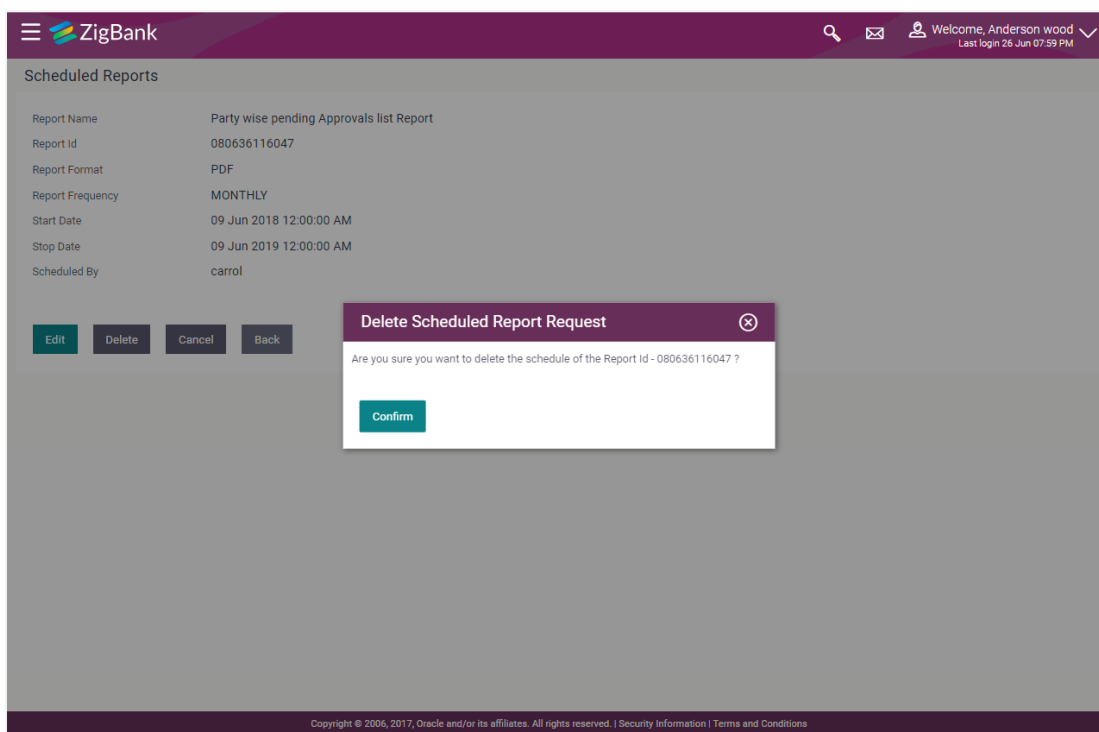 ZigBank
Welcome, Anderson wood
Last login 26 Jun 07:59 PM
Scheduled Reports
Report Name Party wise pending Approvals list Report
Report Id 080636116047
Report Format PDF
Report Frequency MONTHLY
Start Date 09 Jun 2018 12:00:00 AM
Stop Date 09 Jun 2019 12:00:00 AM
Scheduled By carrol
Edit Delete Cancel Back
Delete Scheduled Report Request
Are you sure you want to delete the schedule of the Report Id - 080636116047 ?
Confirm
Copyright © 2006, 2017, Oracle and/or its affiliates. All rights reserved. | Security Information | Terms and Conditions